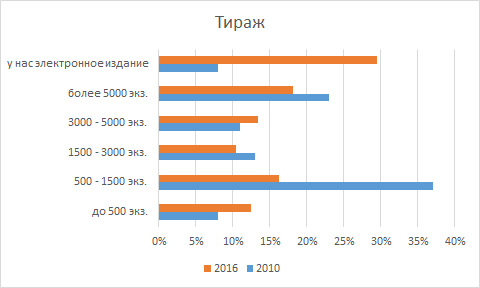 Тираж
у нас электронное издание
более 5000 экз.
3000 - 5000 экз.
1500 - 3000 экз.
500 - 1500 экз.
до 500 экз.
0% 5% 10% 15% 20% 25% 30% 35% 40%
2016 2010